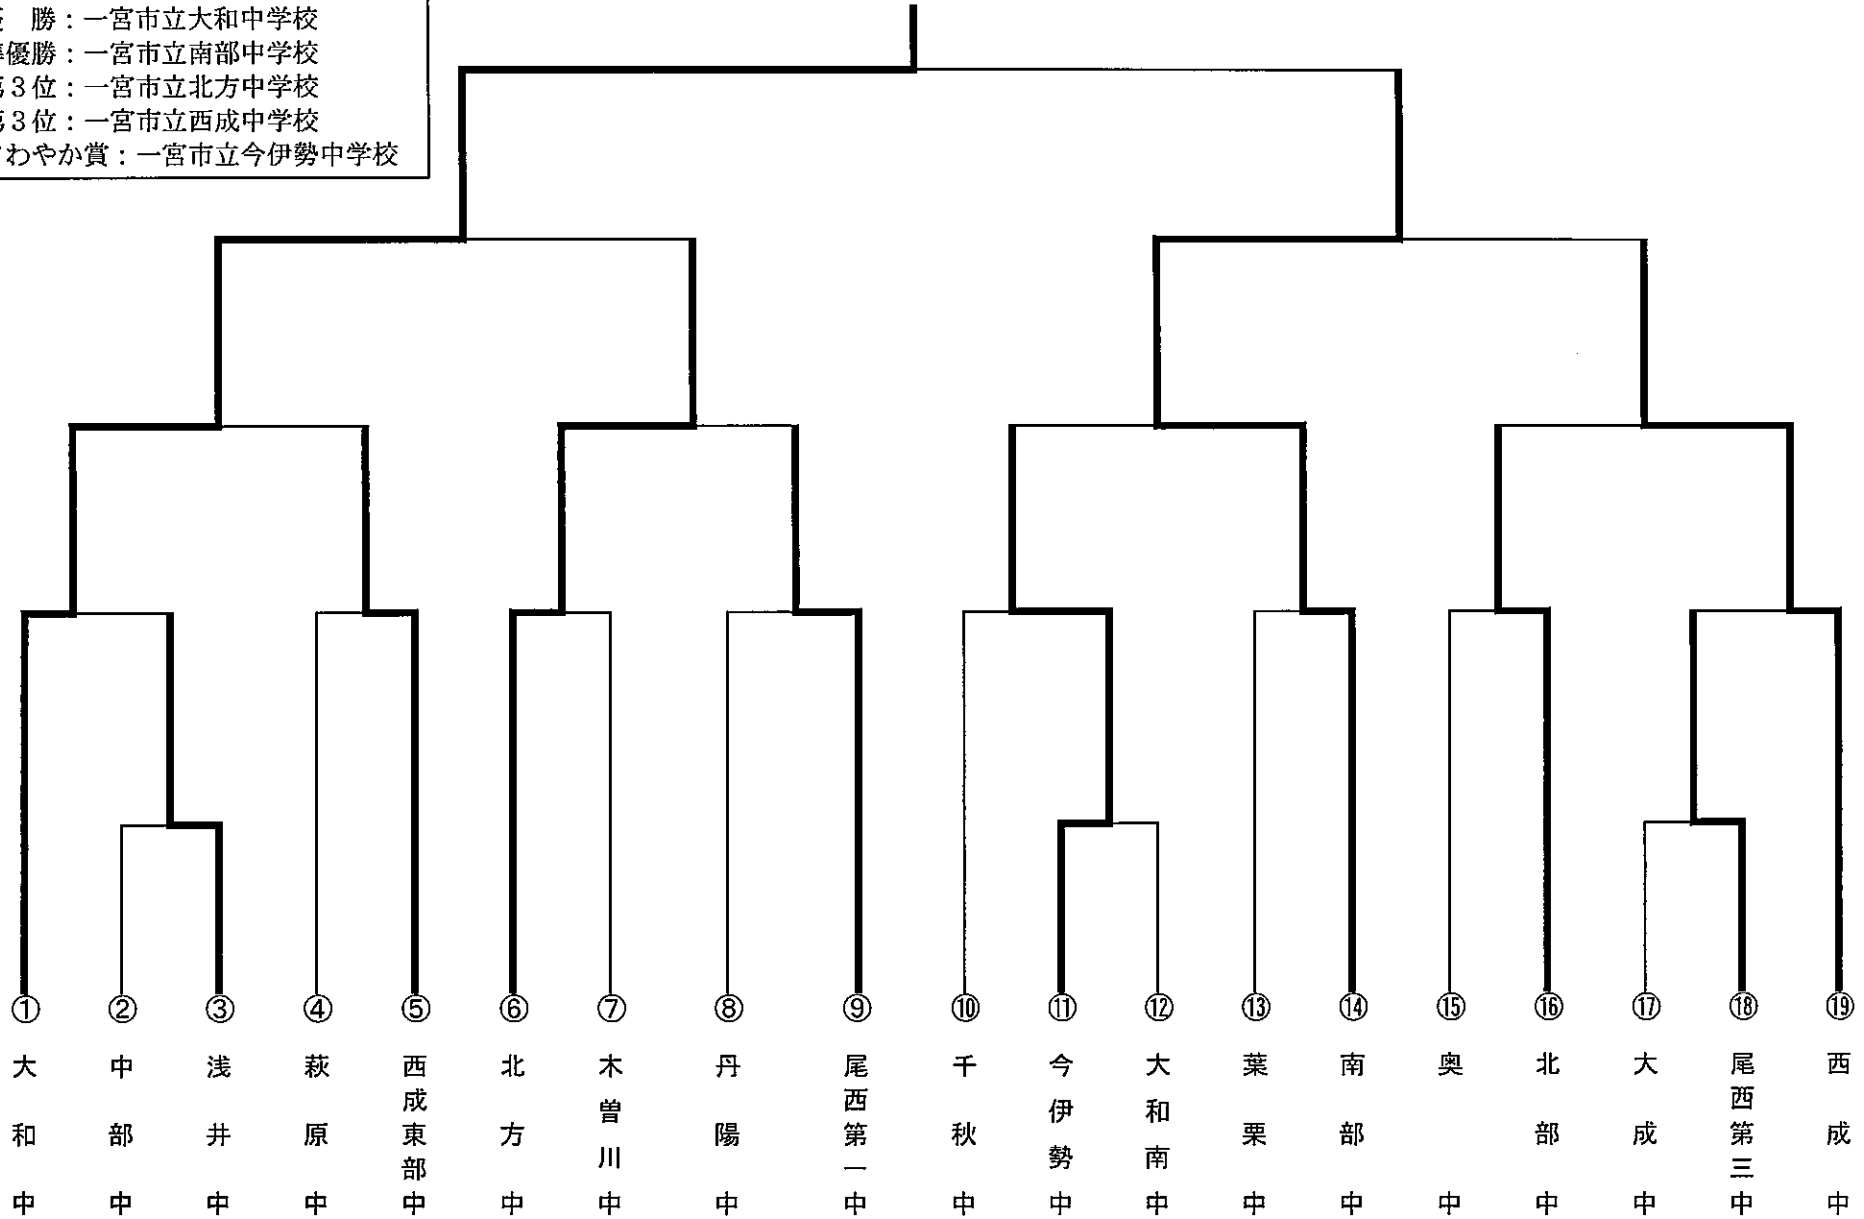 優　勝：一宮市立大和中学校
準優勝：一宮市立南部中学校
第３位：一宮市立北方中学校
第３位：一宮市立西成中学校
さわやか賞：一宮市立今伊勢中学校
① ② ③ ④ ⑤ ⑥ ⑦ ⑧ ⑨ ⑩ ⑪ ⑫ ⑬ ⑭ ⑮ ⑯ ⑰ ⑱ ⑲
大和中
中部中
浅井中
萩原中
西成東部中
北方中
木曽川中
丹陽中
尾西第一中
千秋中
今伊勢中
大和南中
葉栗中
南部中
奥中
北部中
大成中
尾西第三中
西成中